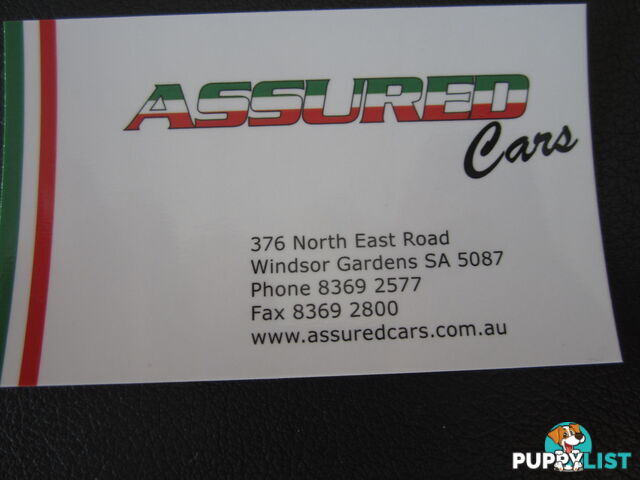 ASSURED
Cars
376 North East Road
Windsor Gardens SA 5087
Phone 8369 2577
Fax 8369 2800
www.assuredcars.com.au
PUPPYLIST